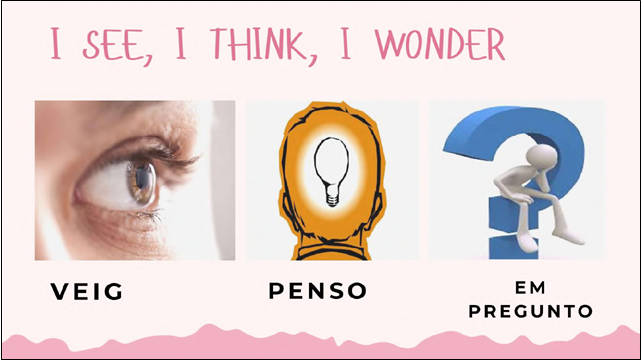 I SEE, I THINK, I WONDER
VEIG
PENSO
EM
PREGUNTO